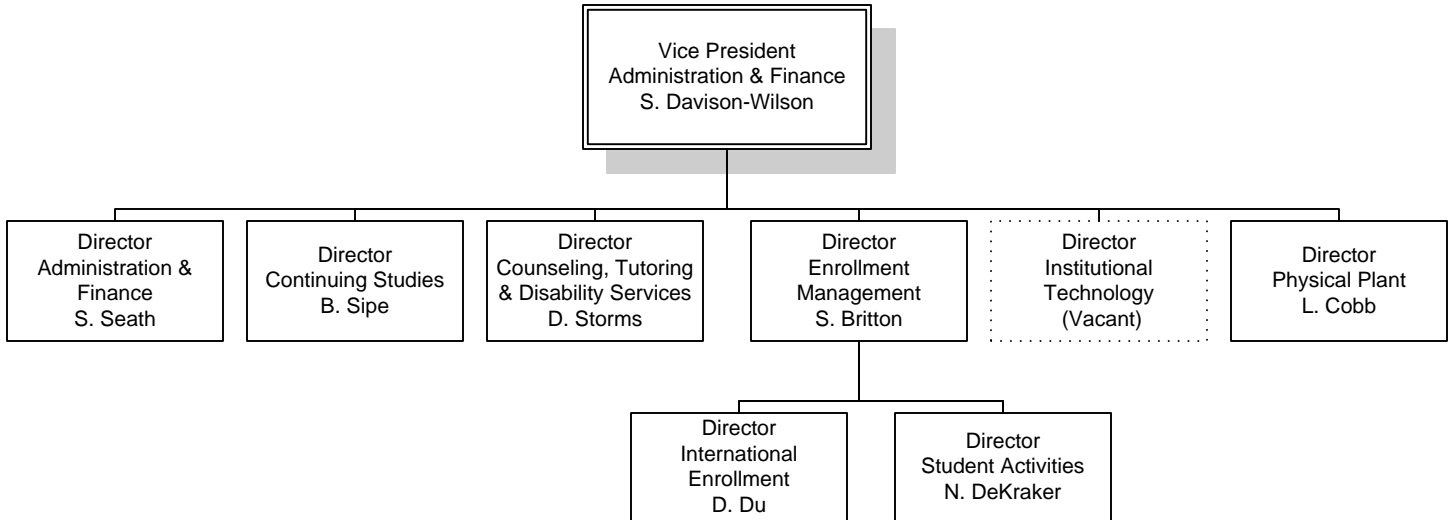 Vice President
Administration & Finance
S. Davison-Wilson
Director
Administration &
Finance
S. Seath
Director
Continuing Studies
B. Sipe
Director
Counseling, Tutoring
& Disability Services
D. Storms
Director
Enrollment
Management
S. Britton
Director
Institutional
Technology
(Vacant)
Director
Physical Plant
L. Cobb
Director
International
Enrollment
D. Du
Director
Student Activities
N. DeKraker